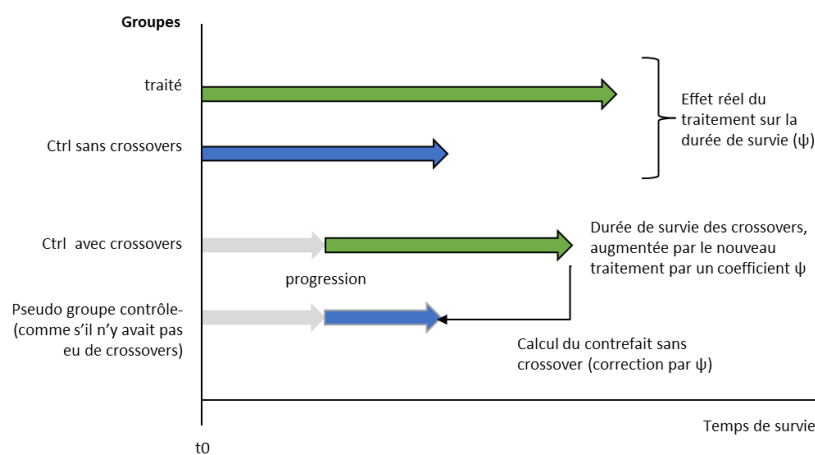 Groupes
traité
Effet réel du
traitement sur la
durée de survie (ψ)
Ctrl sans crossovers
Ctrl avec crossovers
Durée de survie des crossovers,
augmentée par le nouveau
traitement par un coefficient ψ
progression
Pseudo groupe contrôle-
(comme s’il n’y avait pas
eu de crossovers)
Calcul du contrefait sans
crossover (correction par ψ)
Temps de survie
t0